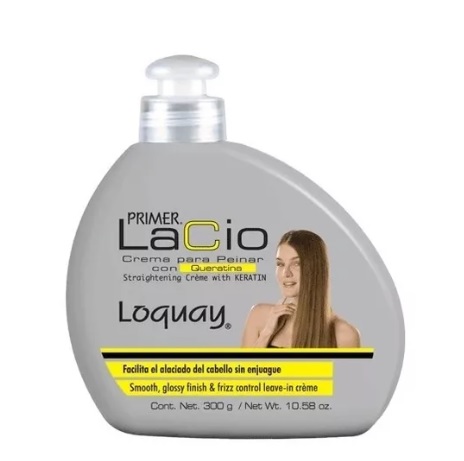 PRIMER
LaCio
Crema para Peinar
con Queratina
Straightening Crème with KERATIN
Loquay®
Facilita el alaciado del cabello sin enjuague
Smooth, glossy finish & frizz control leave-in crème
Cont. Net. 300 g / Net Wt. 10.58 oz.